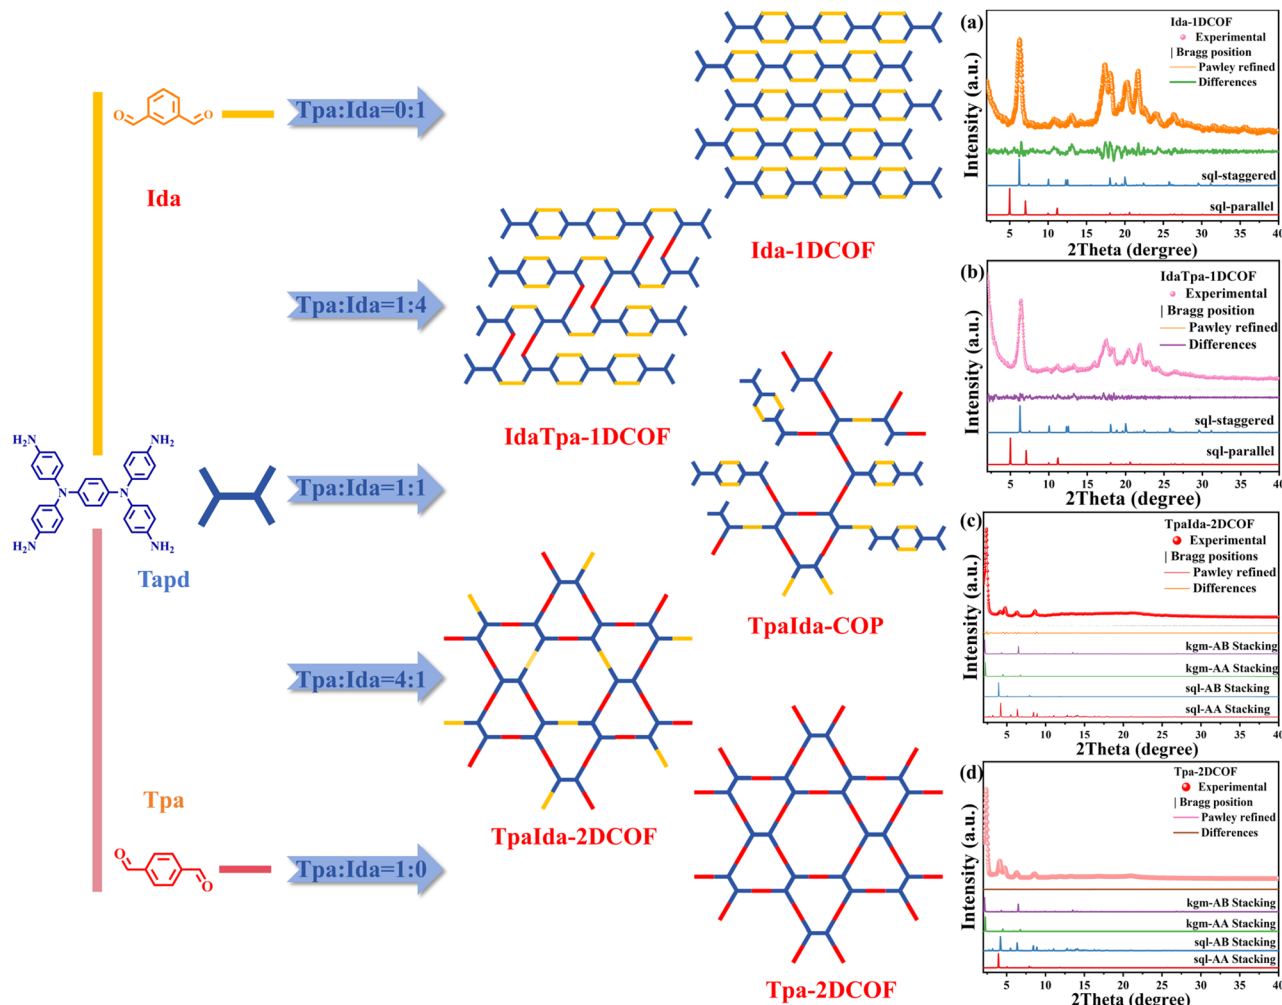 O
O
Ida
Tpa:Ida=0:1
Ida-1DCOF
Tpa:Ida=1:4
IdaTpa-1DCOF
H₂N
NH₂
N
N
H₂N
NH₂
Tapd
Tpa:Ida=1:1
TpaIda-COP
Tpa:Ida=4:1
TpaIda-2DCOF
Tpa
O
O
Tpa:Ida=1:0
Tpa-2DCOF
(a)
Ida-1DCOF
Experimental
| Bragg position
Pawley refined
Differences
Intensity (a.u.)
sql-staggered
sql-parallel
5 10 15 20 25 30 35 40
2Theta (dergree)
(b)
IdaTpa-1DCOF
Experimental
| Bragg position
Pawley refined
Differences
Intensity (a.u.)
sql-staggered
sql-parallel
5 10 15 20 25 30 35 40
2Theta (degree)
(c)
TpaIda-2DCOF
Experimental
| Bragg positions
Pawley refined
Differences
Intensity (a.u.)
kgm-AB Stacking
kgm-AA Stacking
sql-AB Stacking
sql-AA Stacking
5 10 15 20 25 30 35 40
2Theta (degree)
(d)
Tpa-2DCOF
Experimental
| Bragg position
Pawley refined
Differences
Intensity (a.u.)
kgm-AB Stacking
kgm-AA Stacking
sql-AB Stacking
sql-AA Stacking
5 10 15 20 25 30 35 40
2Theta (degree)